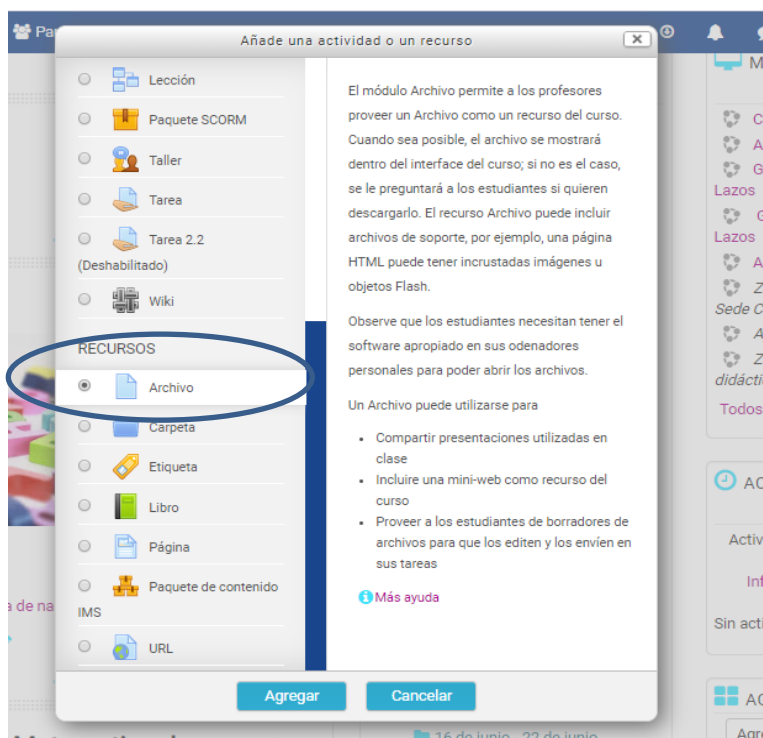 Añade una actividad o un recurso
Lección
Paquete SCORM
Taller
Tarea
Tarea 2.2
(Deshabilitado)
Wiki
RECURSOS
Archivo
Carpeta
Etiqueta
Libro
Página
Paquete de contenido
IMS
URL
El módulo Archivo permite a los profesores
proveer un Archivo como un recurso del curso.
Cuando sea posible, el archivo se mostrará
dentro del interface del curso; si no es el caso,
se le preguntará a los estudiantes si quieren
descargarlo. El recurso Archivo puede incluir
archivos de soporte, por ejemplo, una página
HTML puede tener incrustadas imágenes u
objetos Flash.
Observe que los estudiantes necesitan tener el
software apropiado en sus odenadores
personales para poder abrir los archivos.
Un Archivo puede utilizarse para
• Compartir presentaciones utilizadas en
clase
• Incluire una mini-web como recurso del
curso
• Proveer a los estudiantes de borradores de
archivos para que los editen y los envíen en
sus tareas
Más ayuda
Agregar
Cancelar
Lazos
Lazos
Sede
Todos
Sin
a de
16 de junio - 22 de junio